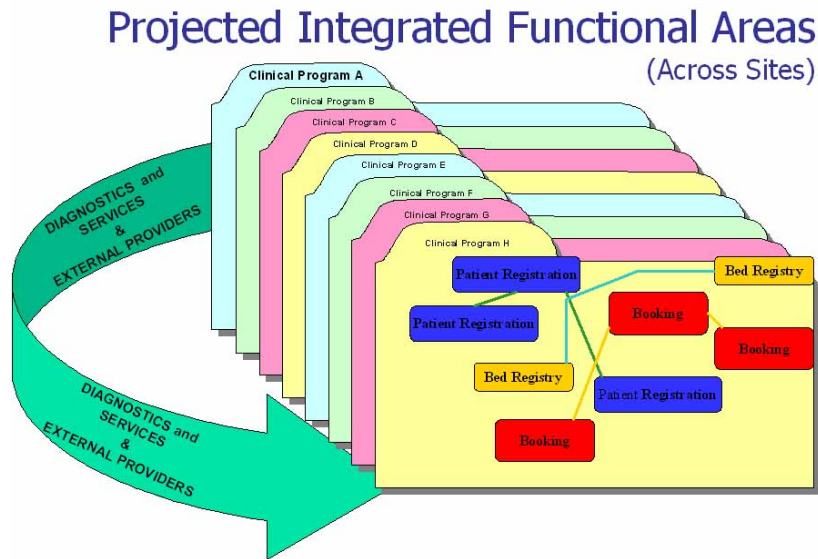 Projected Integrated Functional Areas
(Across Sites)
Clinical Program A
Clinical Program B
Clinical Program C
Clinical Program D
Clinical Program E
Clinical Program F
Clinical Program G
Clinical Program H
DIAGNOSTICS and
SERVICES
&
EXTERNAL PROVIDERS
Patient Registration
Bed Registry
Patient Registration
Booking
Booking
Bed Registry
Patient Registration
Booking
DIAGNOSTICS and
SERVICES
&
EXTERNAL PROVIDERS